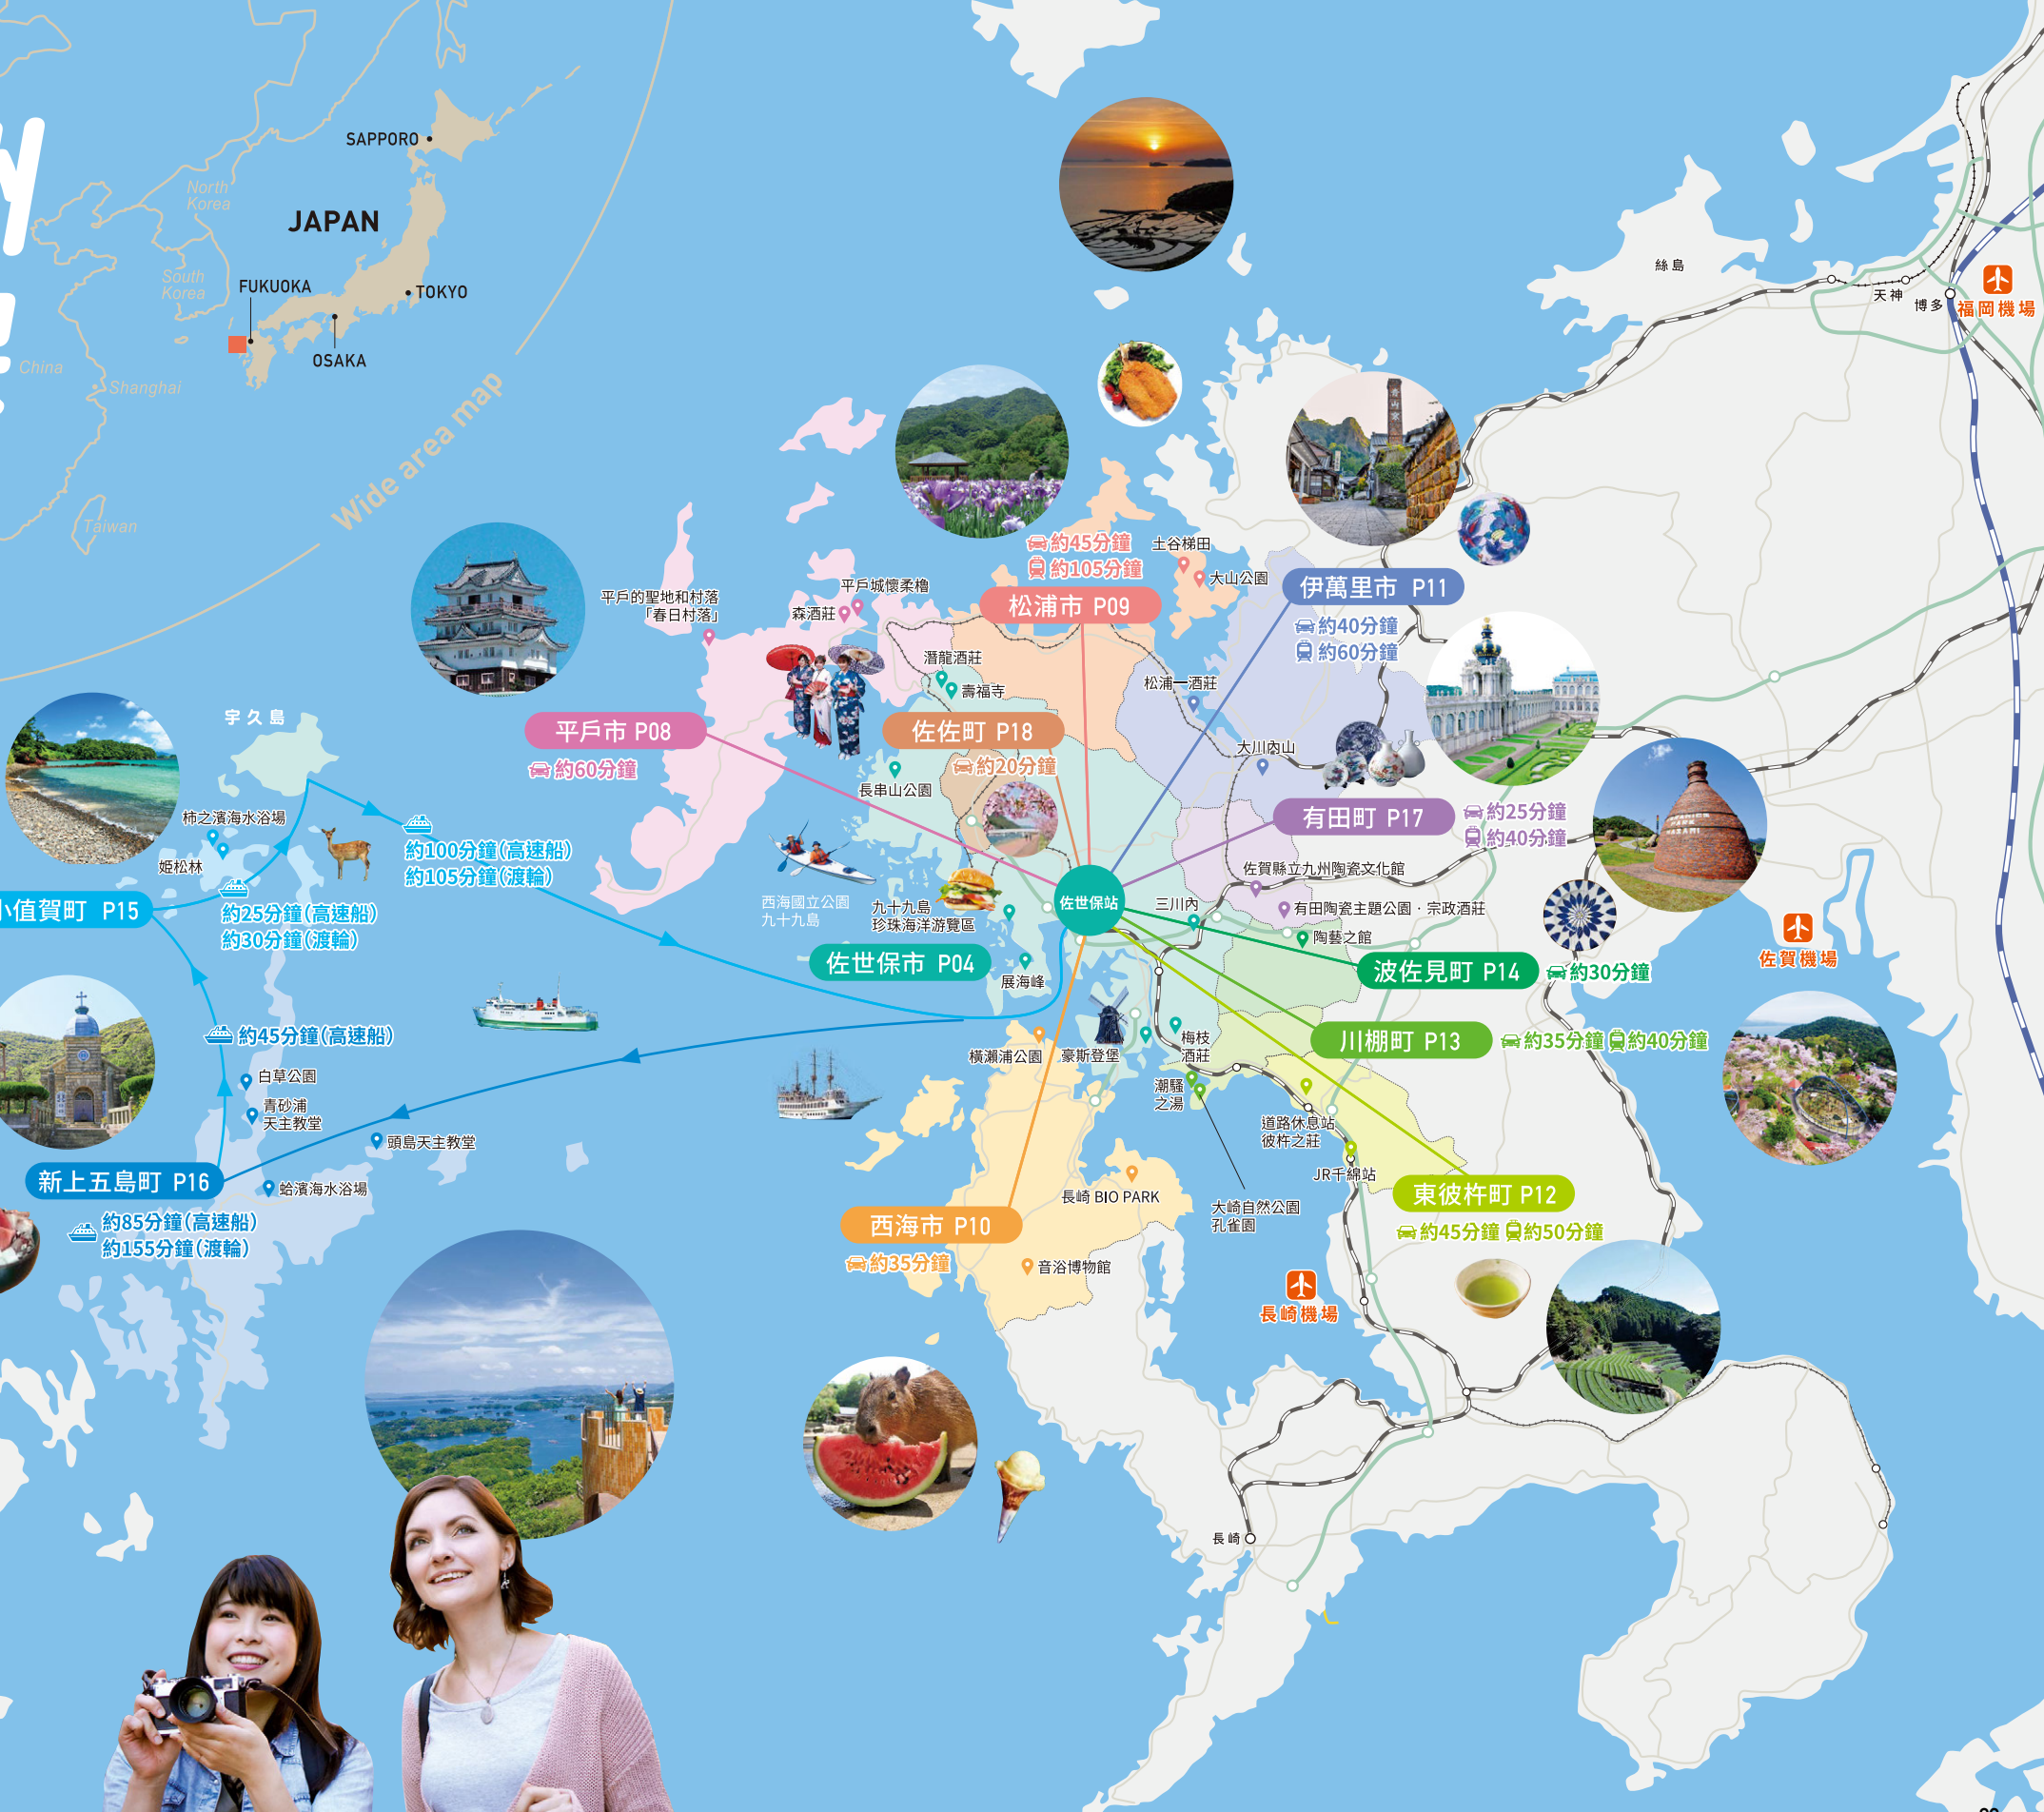 SAPPORO
North
Korea
JAPAN
South
Korea
FUKUOKA
TOKYO
OSAKA
China
Shanghai
Taiwan
Wide area map
絲島
天神
博多
福岡機場
約45分鐘
約105分鐘
松浦市 P09
土谷梯田
大山公園
伊萬里市 P11
約40分鐘
約60分鐘
平戶的聖地和村落
「春日村落」
平戶城懷柔櫓
森酒莊
潛龍酒莊
壽福寺
松浦一酒莊
大川內山
平戶市 P08
約60分鐘
佐佐町 P18
約20分鐘
長串山公園
宇久島
柿之濱海水浴場
姬松林
約100分鐘(高速船)
約105分鐘(渡輪)
小值賀町 P15
約25分鐘(高速船)
約30分鐘(渡輪)
有田町 P17
約25分鐘
約40分鐘
佐賀縣立九州陶瓷文化館
有田陶瓷主題公園・宗政酒莊
陶藝之館
西海國立公園
九十九島
九十九島
珍珠海洋游覽區
佐世保站
三川內
佐世保市 P04
展海峰
波佐見町 P14
約30分鐘
佐賀機場
川棚町 P13
約35分鐘
約40分鐘
約45分鐘(高速船)
白草公園
青砂浦
天主教堂
頭島天主教堂
新上五島町 P16
蛤濱海水浴場
約85分鐘(高速船)
約155分鐘(渡輪)
橫瀨浦公園
豪斯登堡
梅枝
酒莊
潮騷
之湯
道路休息站
彼杵之莊
JR千綿站
東彼杵町 P12
約45分鐘
約50分鐘
大崎自然公園
孔雀園
長崎 BIO PARK
西海市 P10
約35分鐘
音浴博物館
長崎機場
長崎